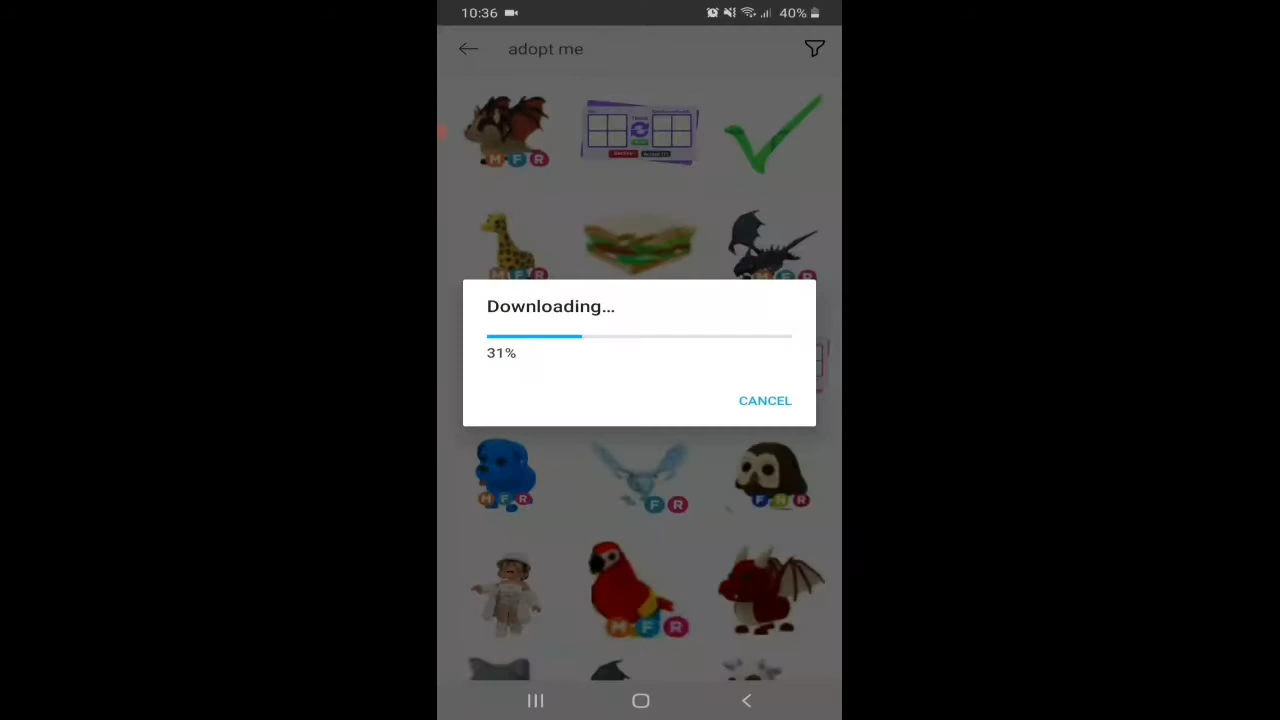 10:36
40%
adopt me
M F R
M F R
M F R
Downloading...
31%
CANCEL
M F R
F R
F N R
M F R